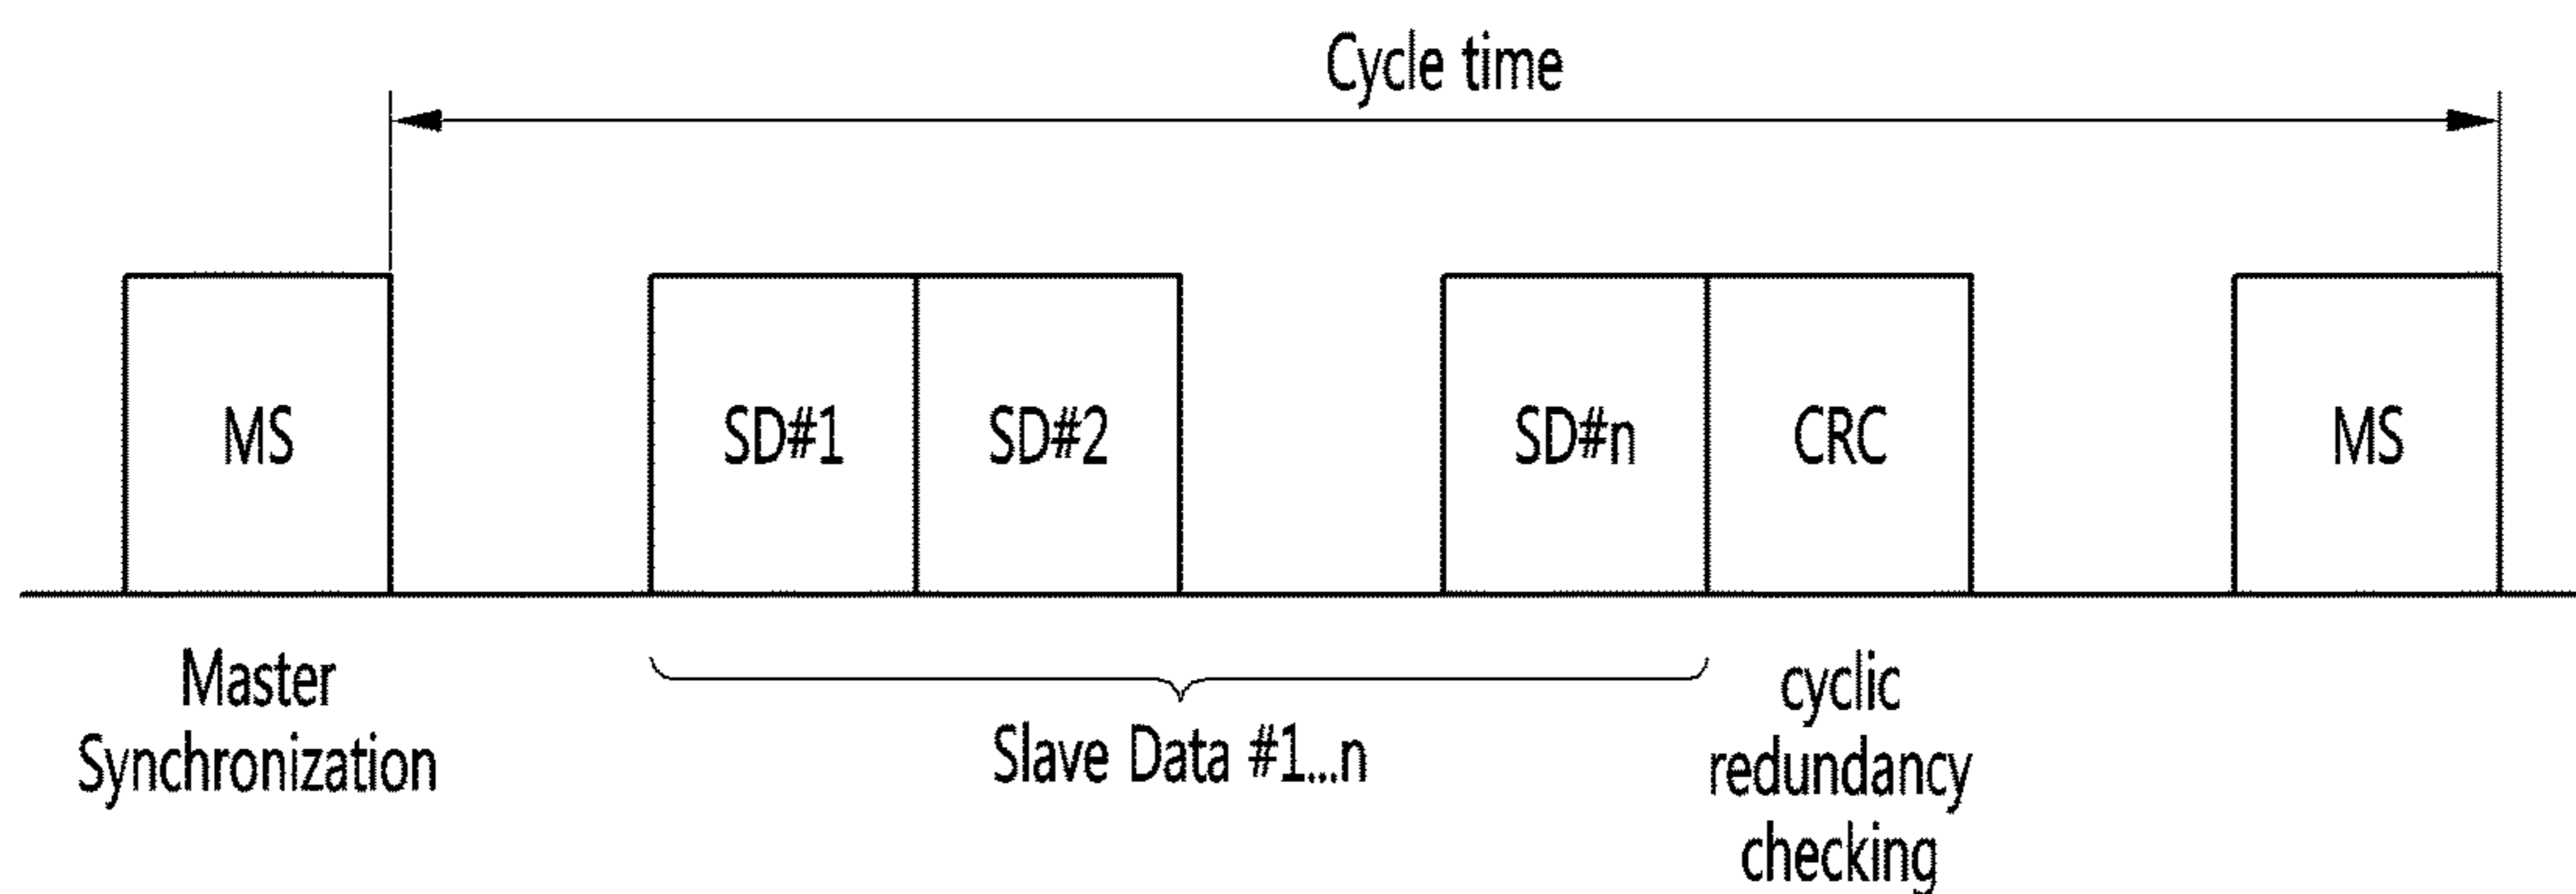 Cycle time
MS SD#1 SD#2 SD#n CRC MS
Master
Synchronization
Slave Data #1...n
cyclic
redundancy
checking